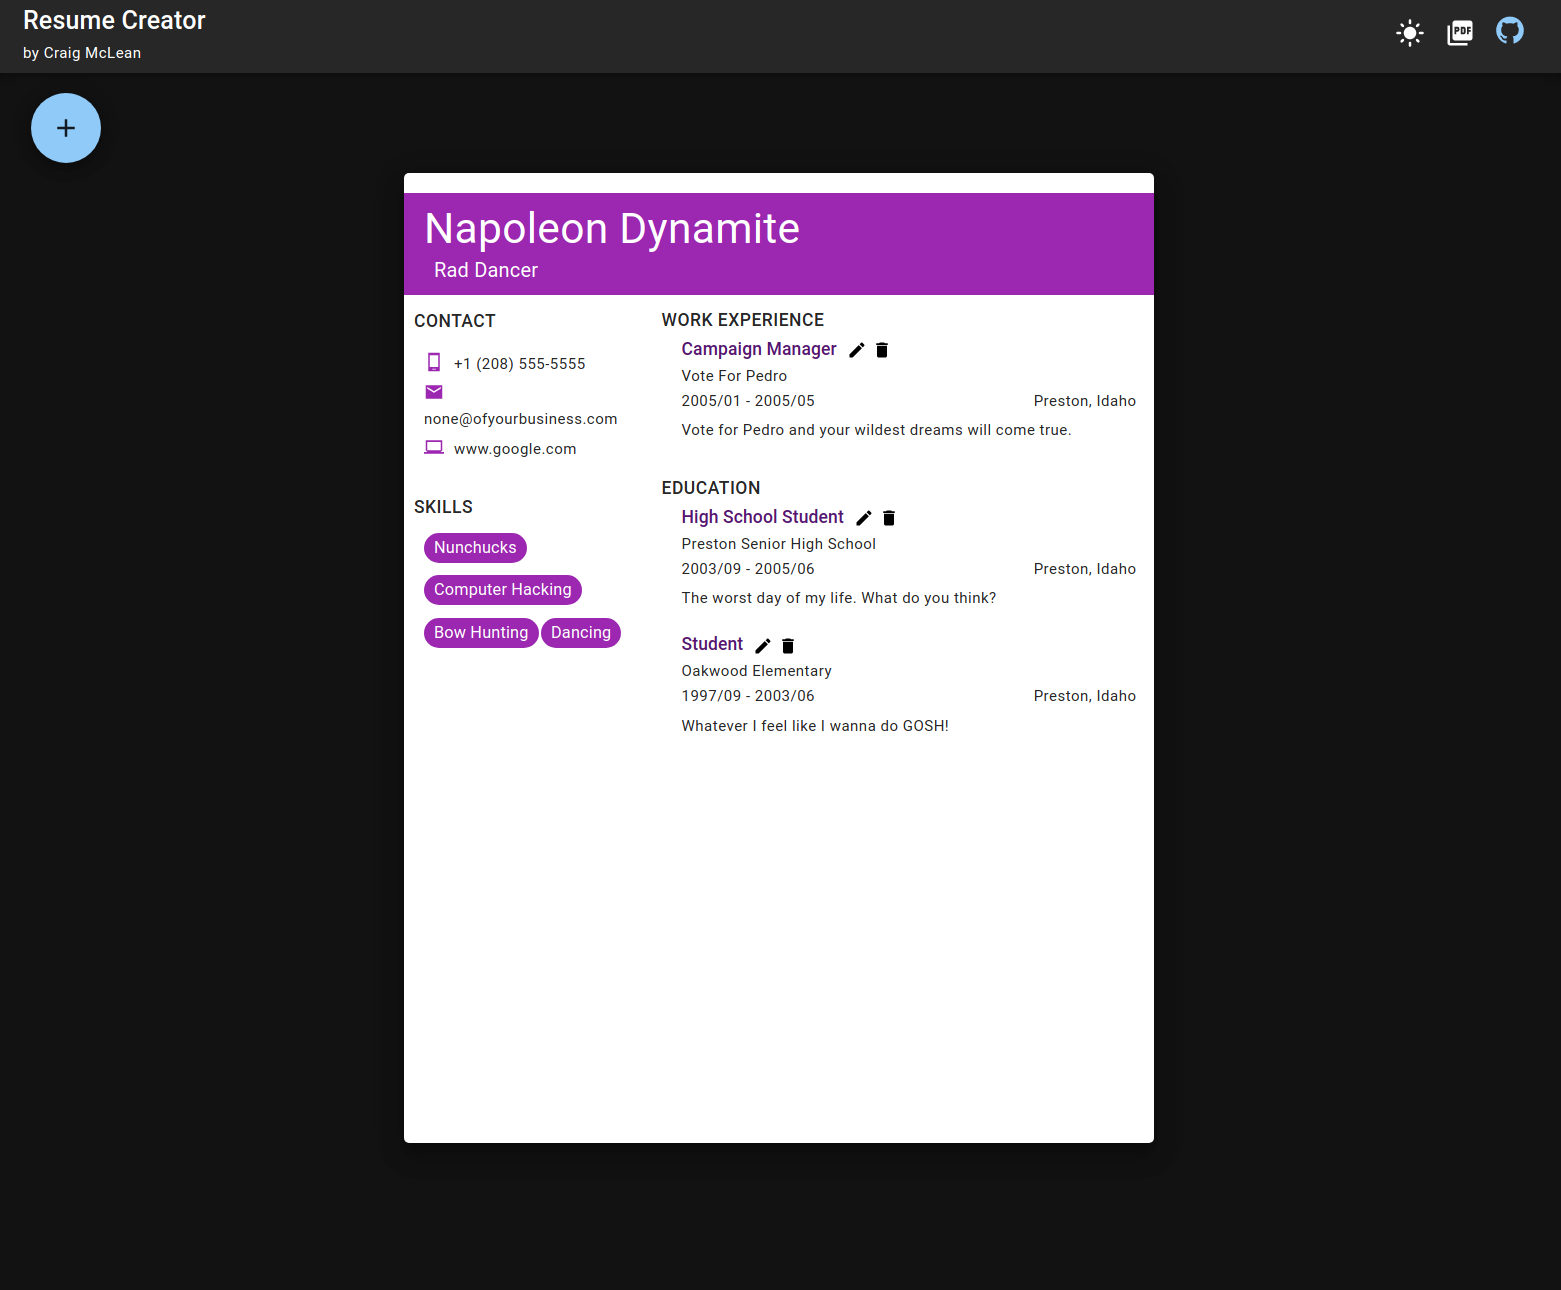 Resume Creator
by Craig McLean
PDF
+
Napoleon Dynamite
Rad Dancer
CONTACT
+1 (208) 555-5555
none@ofyourbusiness.com
www.google.com
SKILLS
Nunchucks
Computer Hacking
Bow Hunting Dancing
WORK EXPERIENCE
Campaign Manager
Vote For Pedro
2005/01 - 2005/05 Preston, Idaho
Vote for Pedro and your wildest dreams will come true.
EDUCATION
High School Student
Preston Senior High School
2003/09 - 2005/06 Preston, Idaho
The worst day of my life. What do you think?
Student
Oakwood Elementary
1997/09 - 2003/06 Preston, Idaho
Whatever I feel like I wanna do GOSH!